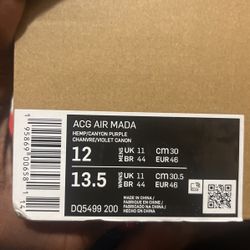 ACG AIR MADA
HEMP/CANYON PURPLE
CHANVRE/VIOLET CANON
12 MENS UK 11 cm 30
BR 44 EUR 46
13.5 WMNS UK 11 cm 30.5
BR 44 EUR 46
DQ5499 200
MADE IN CHINA /
FABRIQUÉ EN CHINE /
HECHO EN CHINA